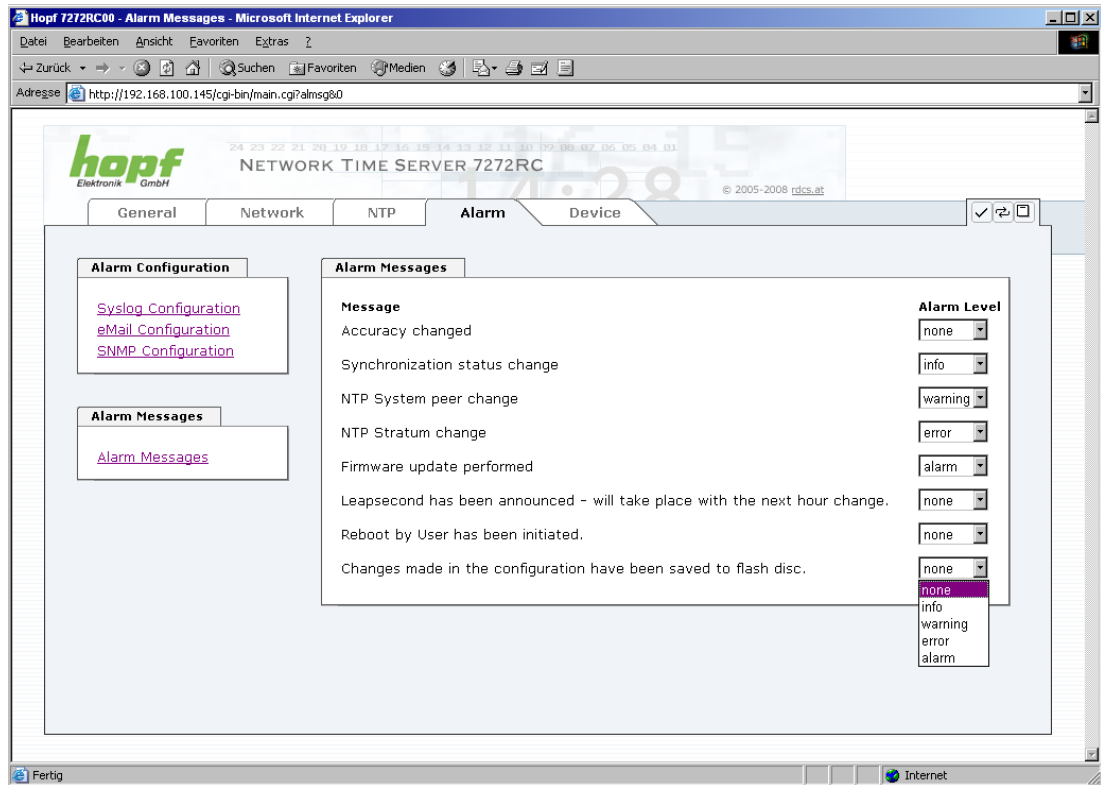 Hopf 7272RC00 - Alarm Messages - Microsoft Internet Explorer
Datei Bearbeiten Ansicht Favoriten Extras ?
Zurück Suchen Favoriten Medien
Adresse http://192.168.100.145/cgi-bin/main.cgi?almsg&0
24 23 22 21 20 19 18 17 16 15 14 13 12 11 10 09 08 07 06 05 04 01
hopf
Elektronik GmbH
NETWORK TIME SERVER 7272RC
14:28
© 2005-2008 rdcs.at
General Network NTP Alarm Device
Alarm Configuration
Syslog Configuration
eMail Configuration
SNMP Configuration
Alarm Messages
Alarm Messages
Alarm Messages
Message Alarm Level
Accuracy changed none
Synchronization status change info
NTP System peer change warning
NTP Stratum change error
Firmware update performed alarm
Leapsecond has been announced - will take place with the next hour change. none
Reboot by User has been initiated. none
Changes made in the configuration have been saved to flash disc. none
none
info
warning
error
alarm
Fertig Internet